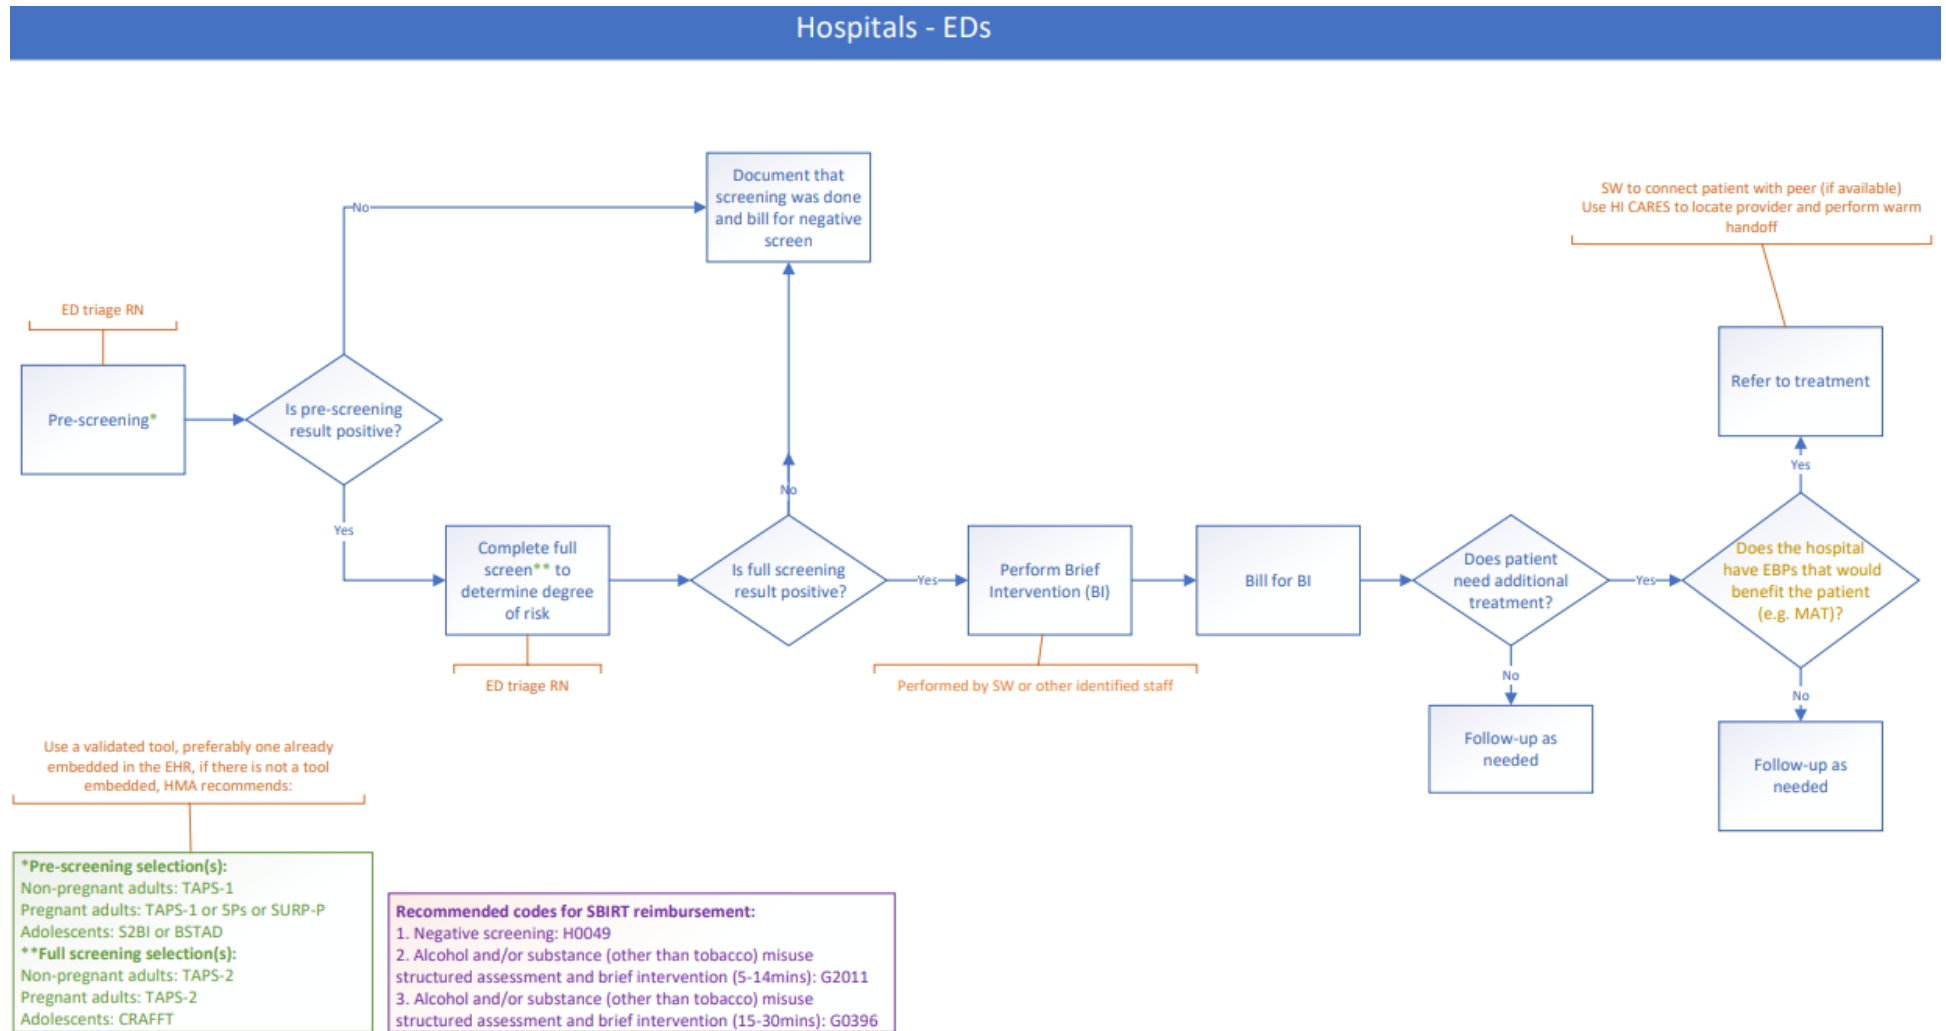 Hospitals - EDs
Document that
screening was done
and bill for negative
screen
No
SW to connect patient with peer (if available)
Use HI CARES to locate provider and perform warm
handoff
ED triage RN
Pre-screening*
Is pre-screening
result positive?
Refer to treatment
Yes
Yes
No
Complete full
screen** to
determine degree
of risk
Is full screening
result positive?
Yes
Perform Brief
Intervention (BI)
Bill for BI
Does patient
need additional
treatment?
Yes
Does the hospital
have EBPs that would
benefit the patient
(e.g. MAT)?
ED triage RN
Performed by SW or other identified staff
No
No
Follow-up as
needed
Follow-up as
needed
Use a validated tool, preferably one already
embedded in the EHR, if there is not a tool
embedded, HMA recommends:
*Pre-screening selection(s):
Non-pregnant adults: TAPS-1
Pregnant adults: TAPS-1 or 5Ps or SURP-P
Adolescents: S2BI or BSTAD
**Full screening selection(s):
Non-pregnant adults: TAPS-2
Pregnant adults: TAPS-2
Adolescents: CRAFFT
Recommended codes for SBIRT reimbursement:
1. Negative screening: H0049
2. Alcohol and/or substance (other than tobacco) misuse
structured assessment and brief intervention (5-14mins): G2011
3. Alcohol and/or substance (other than tobacco) misuse
structured assessment and brief intervention (15-30mins): G0396